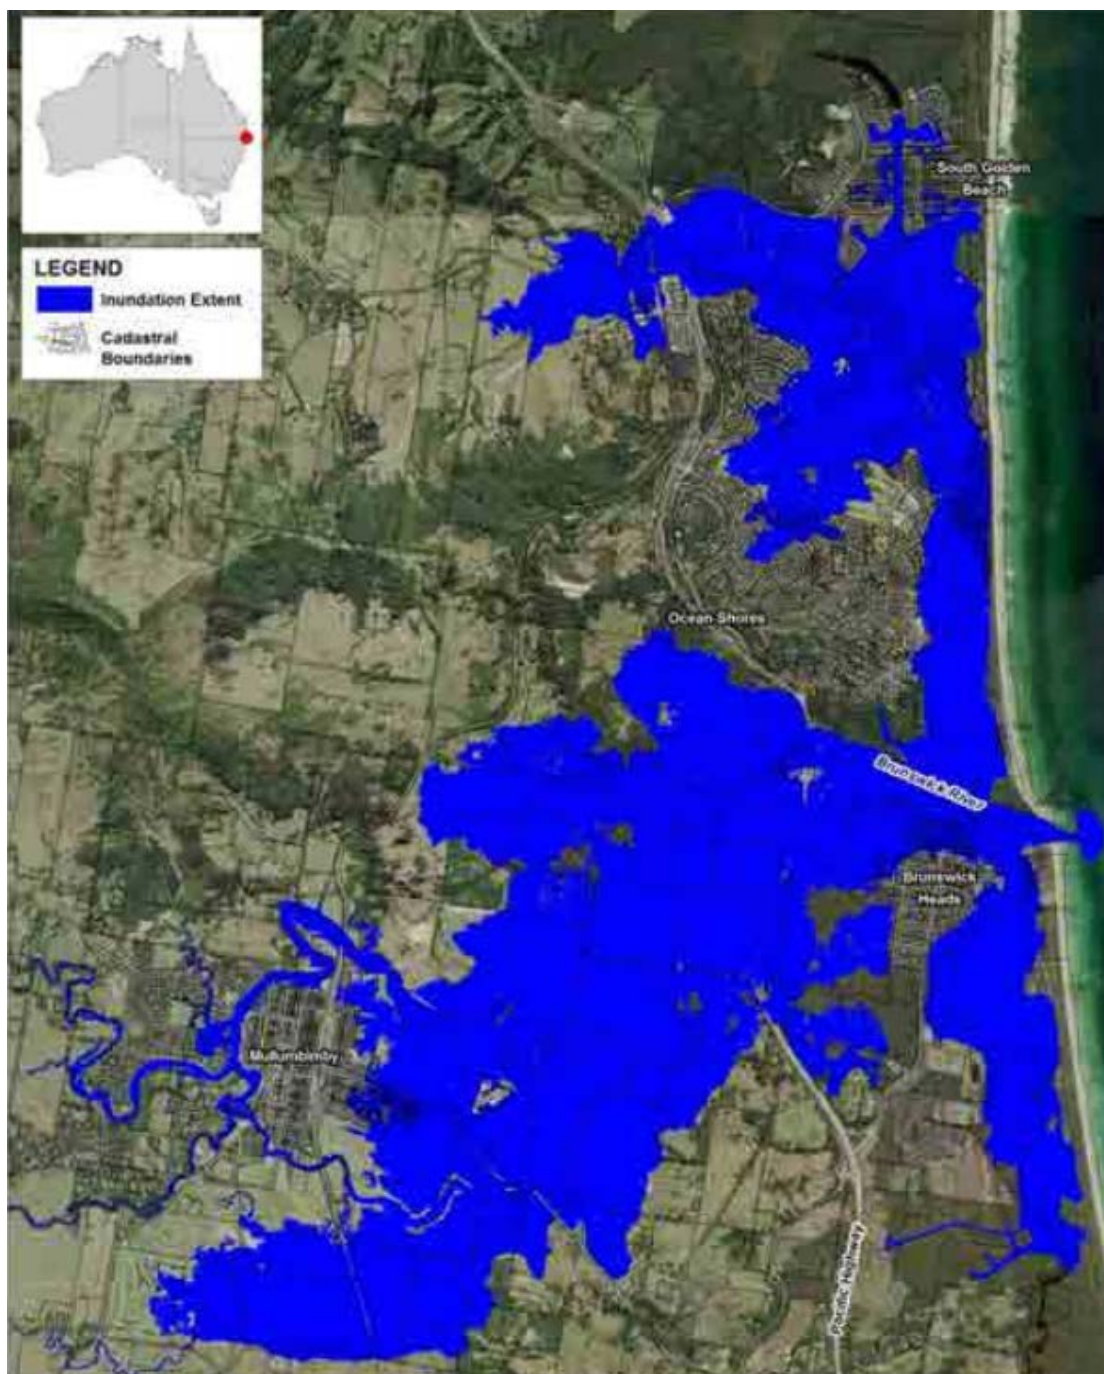 LEGEND
Inundation Extent
Cadastral
Boundaries
South Golden
Beach
Ocean Shores
Brunswick River
Brunswick
Heads
Mullumbimby
Pacific Highway